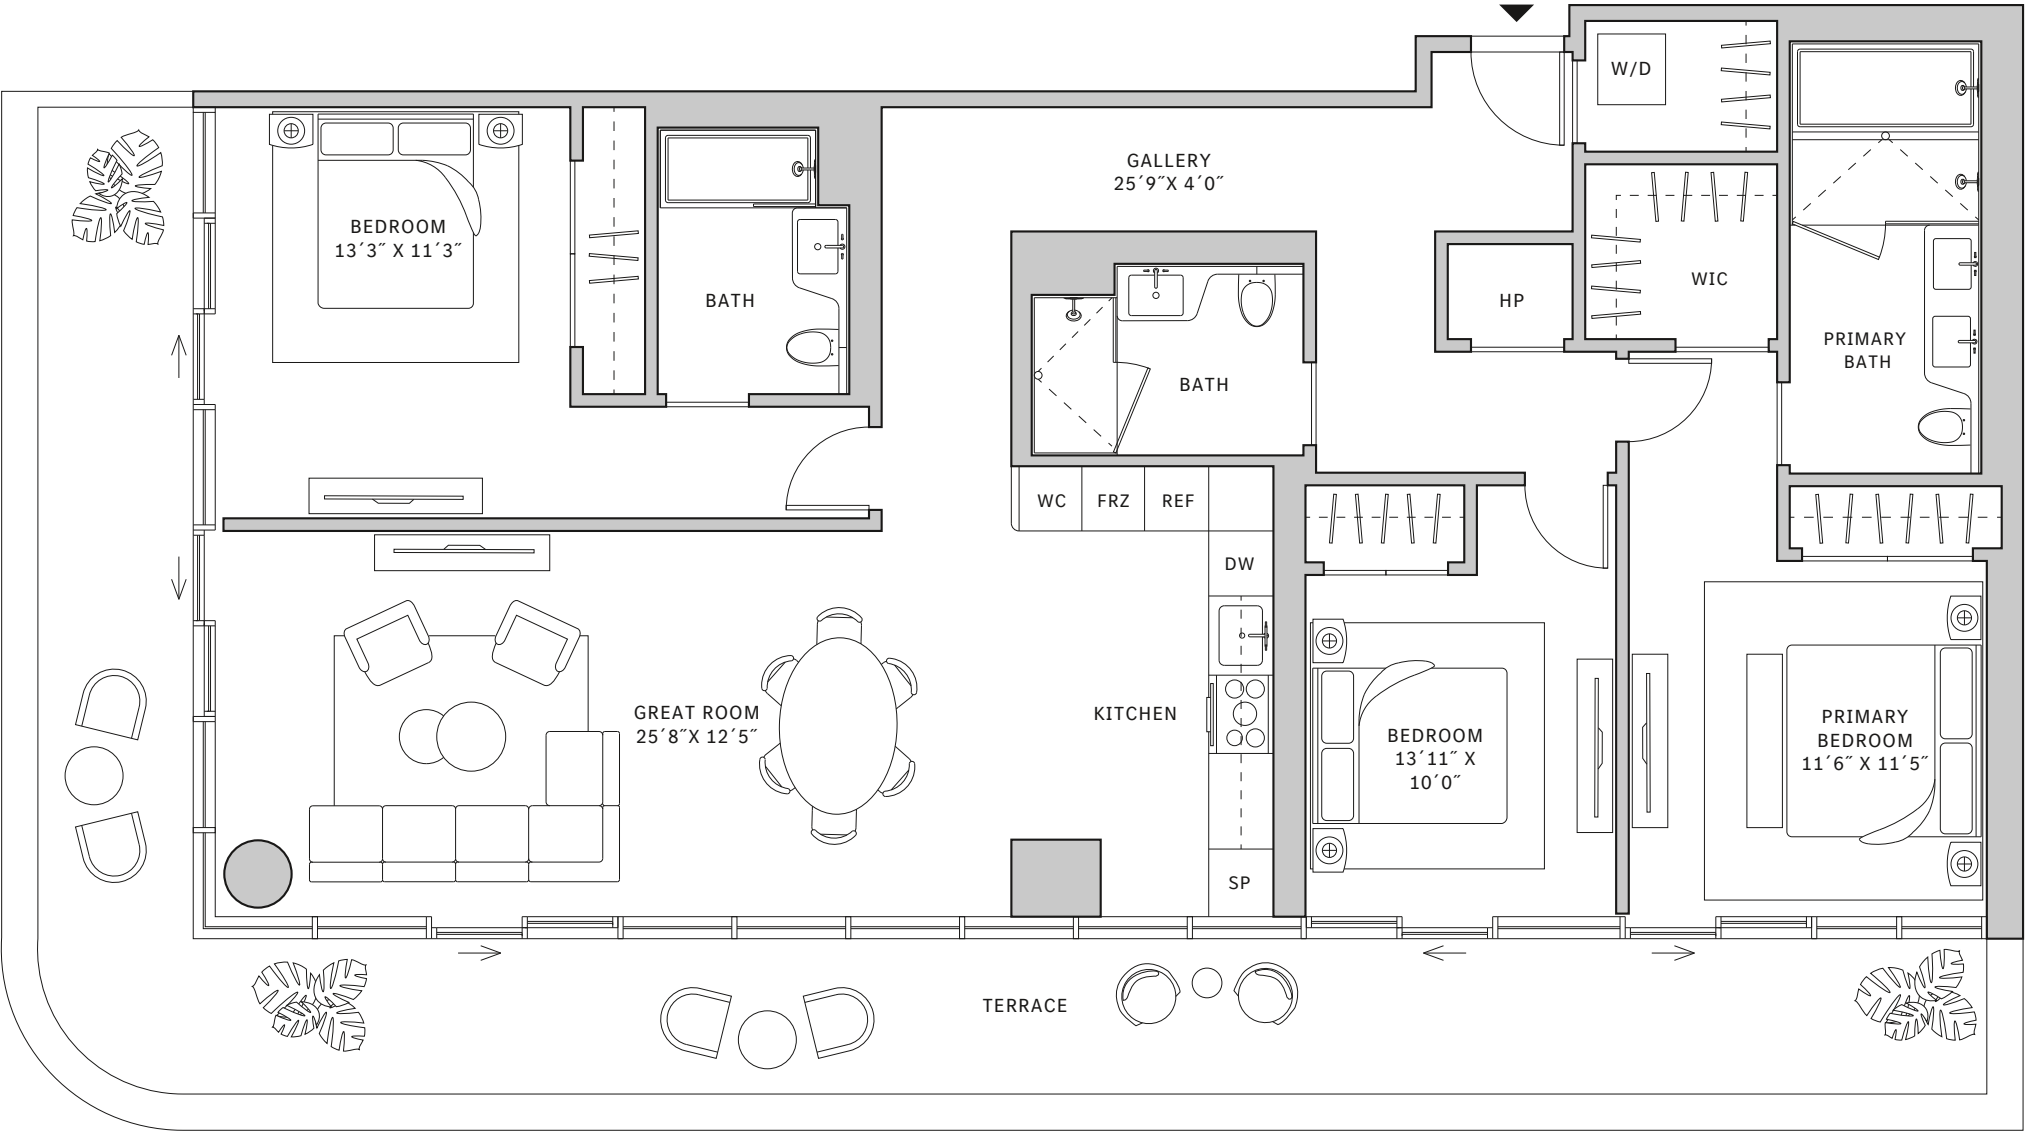 W/D
GALLERY
25´9˝X 4´0˝
BEDROOM
13´3˝ X 11´3˝
BATH
WIC
HP
PRIMARY
BATH
BATH
WC
FRZ
REF
DW
GREAT ROOM
25´8˝X 12´5˝
KITCHEN
BEDROOM
13´11˝ X
10´0˝
PRIMARY
BEDROOM
11´6˝ X 11´5˝
SP
TERRACE